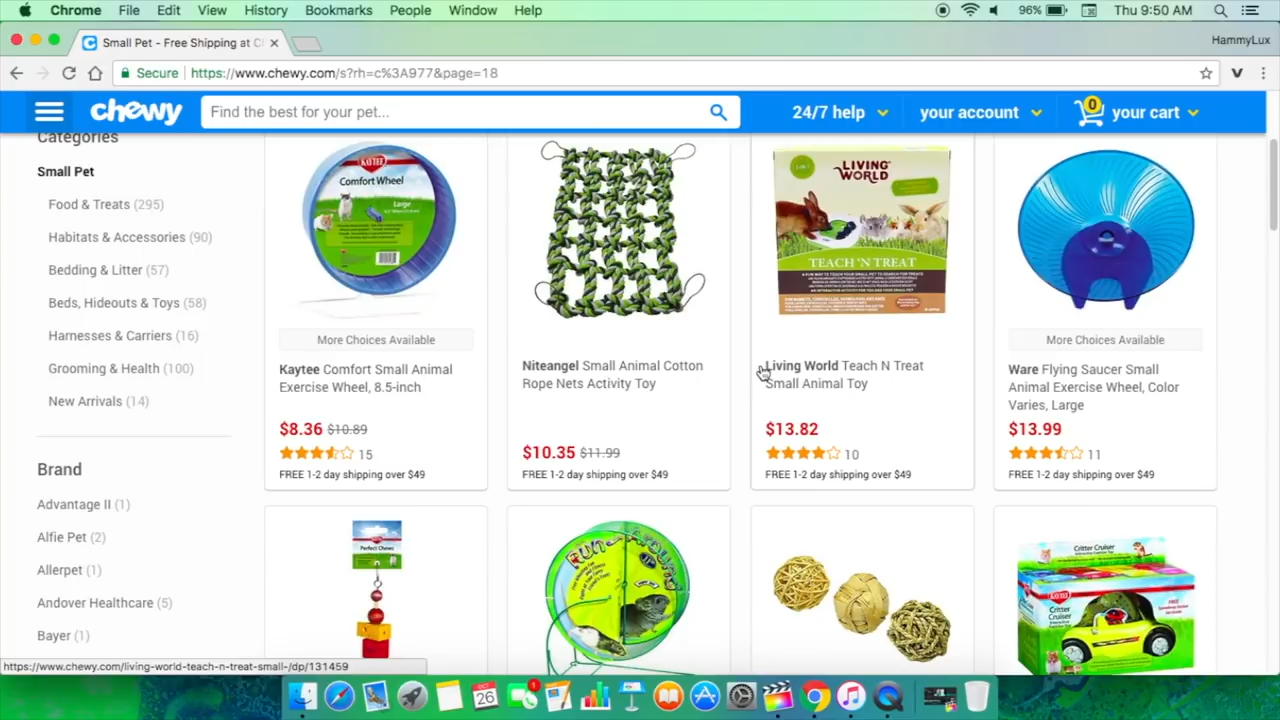 Chrome File Edit View History Bookmarks People Window Help 96% Thu 9:50 AM
Small Pet - Free Shipping at C
HammyLux
Secure https://www.chewy.com/s?rh=c%3A977&page=18
chewy Find the best for your pet... 24/7 help your account 0 your cart
Categories
Small Pet
Food & Treats (295)
Habitats & Accessories (90)
Bedding & Litter (57)
Beds, Hideouts & Toys (58)
Harnesses & Carriers (16)
Grooming & Health (100)
New Arrivals (14)
Brand
Advantage II (1)
Alfie Pet (2)
Allerpet (1)
Andover Healthcare (5)
Bayer (1)
KAYTEE
Comfort Wheel
Large
More Choices Available
Kaytee Comfort Small Animal
Exercise Wheel, 8.5-inch
$8.36 $10.89
15
FREE 1-2 day shipping over $49
Niteangel Small Animal Cotton
Rope Nets Activity Toy
$10.35 $11.99
FREE 1-2 day shipping over $49
LIVING
WORLD
TEACH 'N TREAT
Living World Teach N Treat
Small Animal Toy
$13.82
10
FREE 1-2 day shipping over $49
More Choices Available
Ware Flying Saucer Small
Animal Exercise Wheel, Color
Varies, Large
$13.99
11
FREE 1-2 day shipping over $49
Perfect Chews
RUN-AROUND
KAYTEE
Critter Cruiser
https://www.chewy.com/living-world-teach-n-treat-small-/dp/131459
OCT
26
1